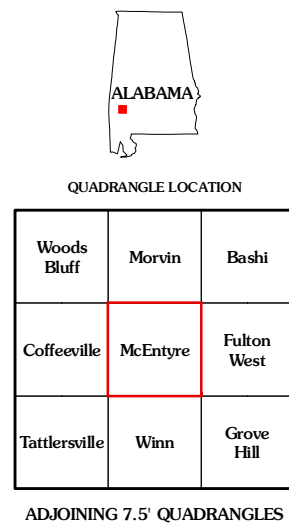 ALABAMA
QUADRANGLE LOCATION
Woods
Bluff
Morvin
Bashi
Coffeeville
McEntyre
Fulton
West
Tattlersville
Winn
Grove
Hill
ADJOINING 7.5' QUADRANGLES